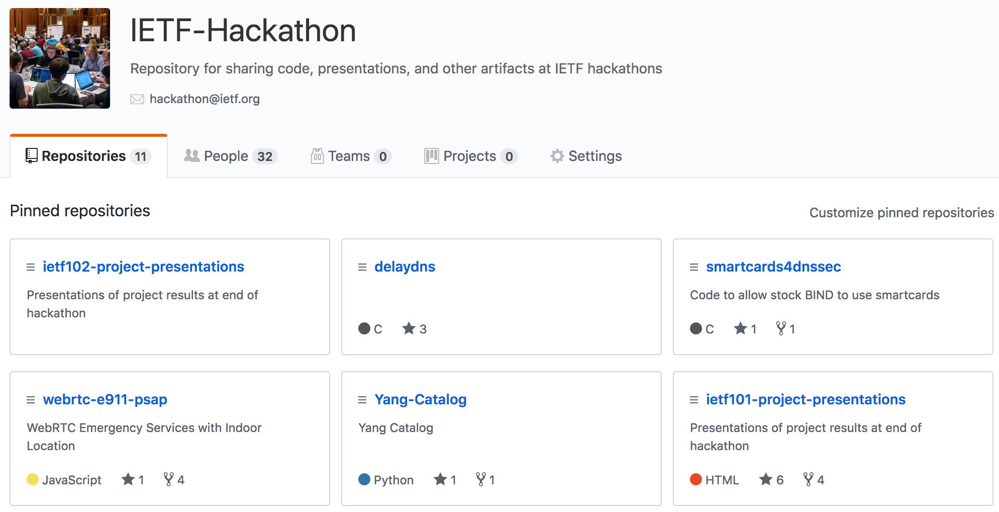 IETF-Hackathon
Repository for sharing code, presentations, and other artifacts at IETF hackathons
hackathon@ietf.org
Repositories 11 People 32 Teams 0 Projects 0 Settings
Pinned repositories
Customize pinned repositories
ietf102-project-presentations
Presentations of project results at end of
hackathon
delaydns
C 3
smartcards4dnssec
Code to allow stock BIND to use smartcards
C 1 1
webrtc-e911-psap
WebRTC Emergency Services with Indoor
Location
JavaScript 1 4
Yang-Catalog
Yang Catalog
Python 1 1
ietf101-project-presentations
Presentations of project results at end of
hackathon
HTML 6 4